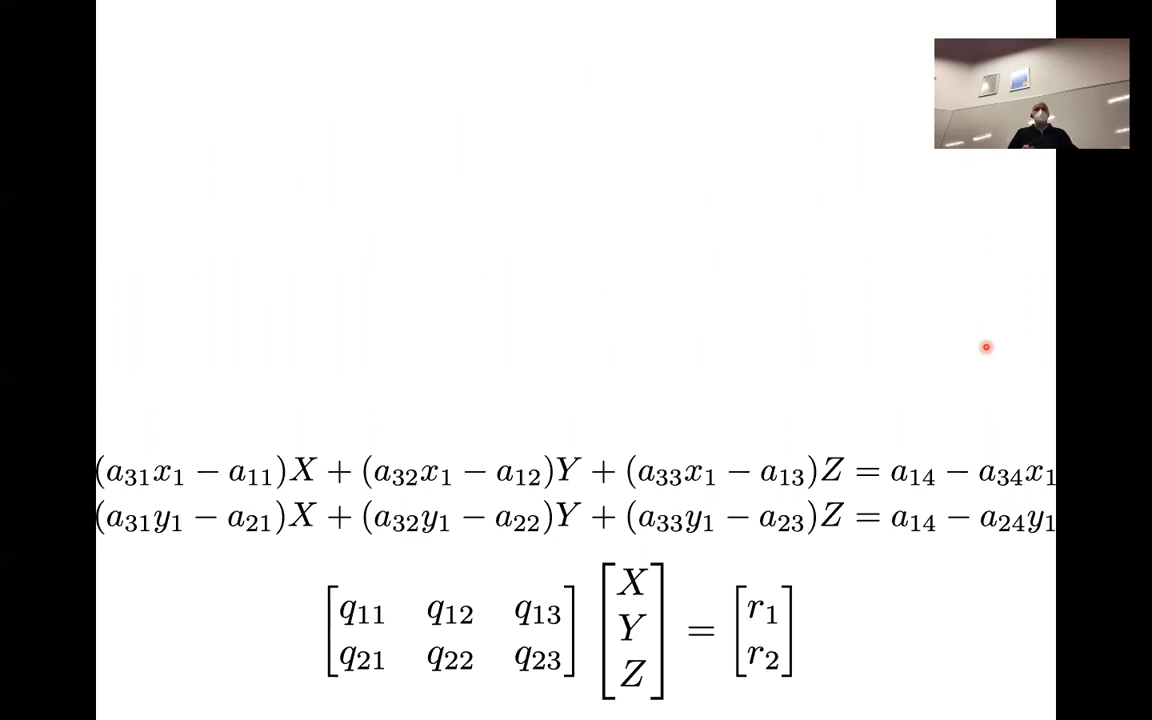 (a₃₁x₁ − a₁₁)X + (a₃₂x₁ − a₁₂)Y + (a₃₃x₁ − a₁₃)Z = a₁₄ − a₃₄x₁
(a₃₁y₁ − a₂₁)X + (a₃₂y₁ − a₂₂)Y + (a₃₃y₁ − a₂₃)Z = a₁₄ − a₂₄y₁
[q₁₁ q₁₂ q₁₃; q₂₁ q₂₂ q₂₃] [X; Y; Z] = [r₁; r₂]